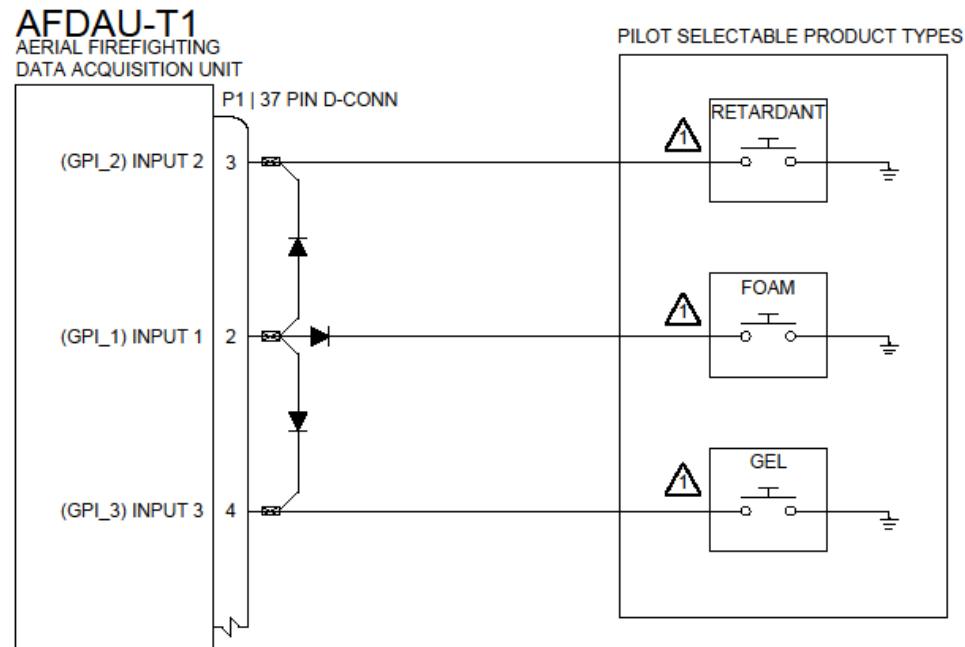 AFDAU-T1
AERIAL FIREFIGHTING
DATA ACQUISITION UNIT
PILOT SELECTABLE PRODUCT TYPES
P1 | 37 PIN D-CONN
RETARDANT
1
(GPI_2) INPUT 2
3
FOAM
1
(GPI_1) INPUT 1
2
GEL
1
(GPI_3) INPUT 3
4